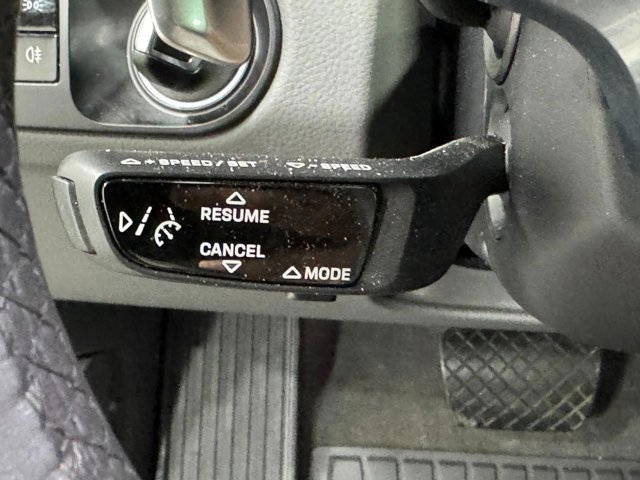 + SPEED / SET - SPEED
RESUME
CANCEL
MODE